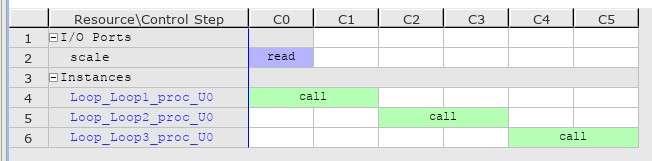 Resource\Control Step C0 C1 C2 C3 C4 C5
1 I/O Ports
2 scale read
3 Instances
4 Loop_Loop1_proc_U0 call
5 Loop_Loop2_proc_U0 call
6 Loop_Loop3_proc_U0 call